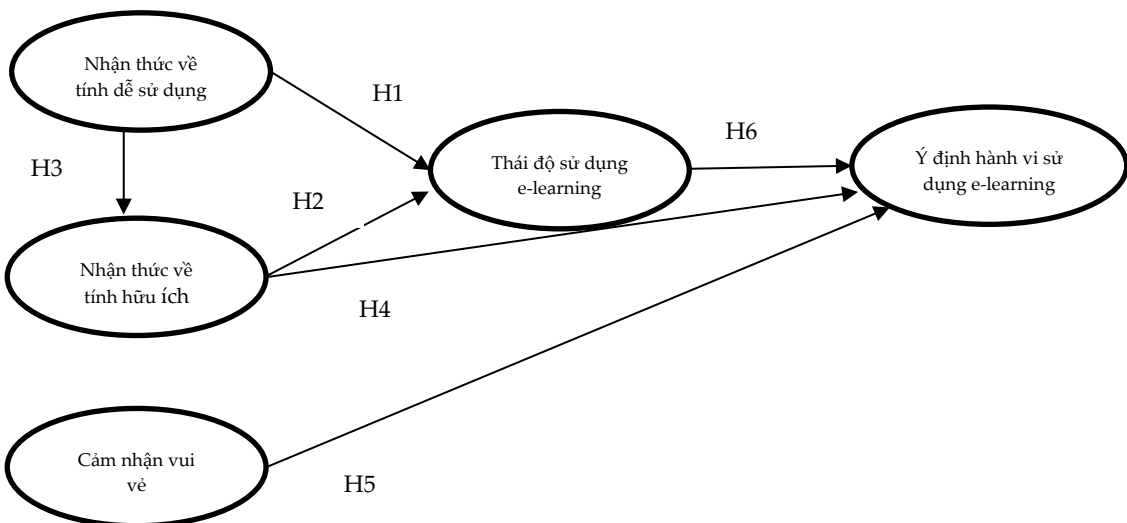 Nhận thức về
tính dễ sử dụng
H1
H3
Thái độ sử dụng
e-learning
H6
Ý định hành vi sử
dụng e-learning
H2
Nhận thức về
tính hữu ích
H4
Cảm nhận vui
vẻ
H5